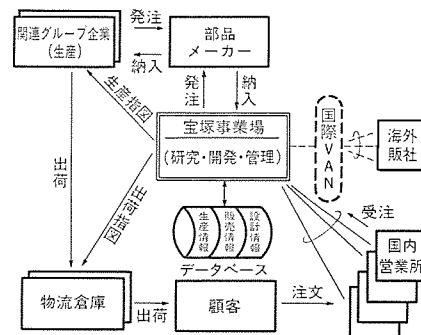 関連グループ企業
(生産)
発注
納入
部品
メーカー
生産指図
発注
納入
宝塚事業場
(研究・開発・管理)
国際VAN
海外
販社
出荷
出荷指図
生産情報
販売情報
設計情報
データベース
受注
国内
営業所
物流倉庫
出荷
顧客
注文